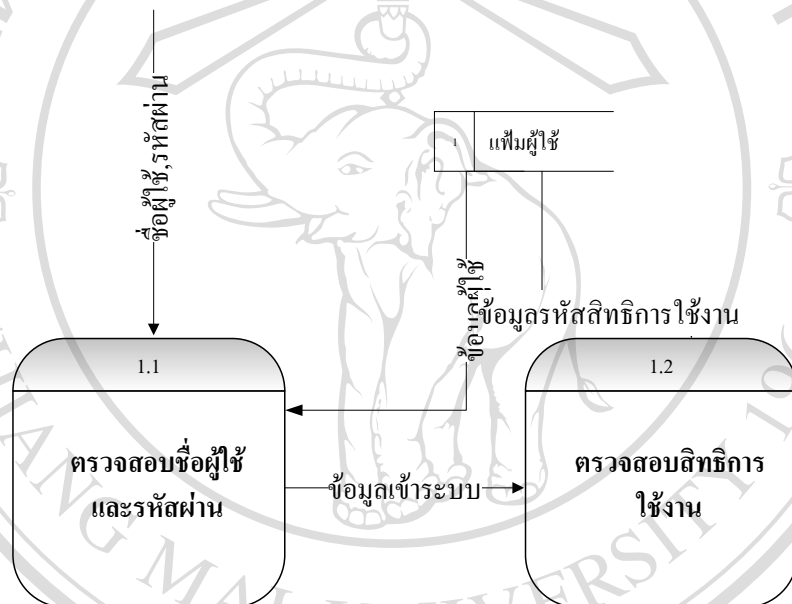 ชื่อผู้ใช้,รหัสผ่าน
1
แฟ้มผู้ใช้
ข้อมูลผู้ใช้
ข้อมูลรหัสสิทธิการใช้งาน
1.1
ตรวจสอบชื่อผู้ใช้
และรหัสผ่าน
ข้อมูลเข้าระบบ
1.2
ตรวจสอบสิทธิการ
ใช้งาน